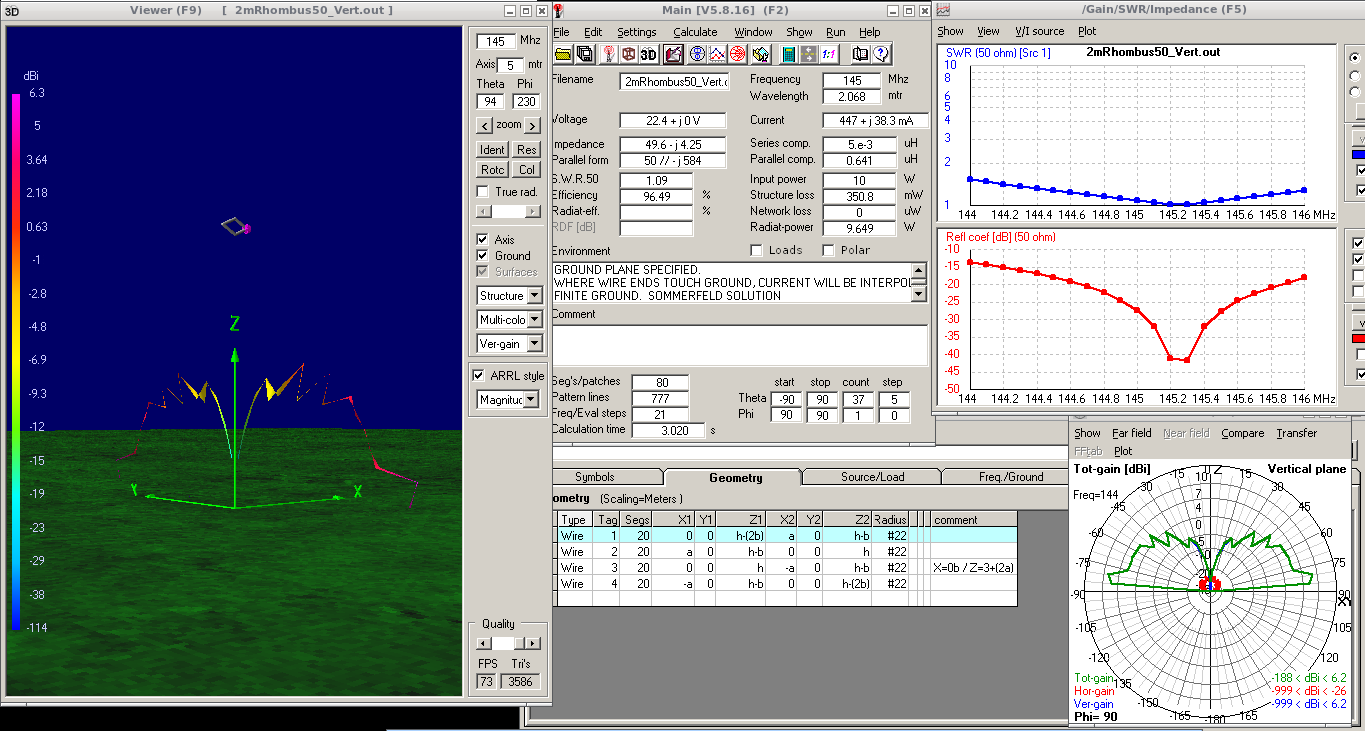 3D Viewer (F9) [ 2mRhombus50_Vert.out ]
dBi
6.3
5
3.64
2.18
0.63
-1
-2.8
-4.8
-6.9
-9.3
-12
-15
-19
-23
-29
-38
-114
Z
Y
X
145 Mhz
Axis 5 mtr
Theta Phi
94 230
< zoom >
Ident Res
Rotc Col
True rad.
Axis
Ground
Surfaces
Structure
Multi-colo
Ver-gain
ARRL style
Magnituc
Quality
FPS Tri's
73 3586
Main [V5.8.16] (F2)
File Edit Settings Calculate Window Show Run Help
3D 1:1 ?
Filename 2mRhombus50_Vert.c Frequency 145 Mhz
Wavelength 2.068 mtr
Voltage 22.4 + j 0 V Current 447 + j 38.3 mA
Impedance 49.6 - j 4.25 Series comp. 5.e-3 uH
Parallel form 50 // - j 584 Parallel comp. 0.641 uH
S.W.R.50 1.09 Input power 10 W
Efficiency 96.49 % Structure loss 350.8 mW
Radiat-eff. % Network loss 0 uW
RDF [dB] Radiat-power 9.649 W
Environment Loads Polar
GROUND PLANE SPECIFIED.
WHERE WIRE ENDS TOUCH GROUND, CURRENT WILL BE INTERPOL
FINITE GROUND. SOMMERFELD SOLUTION
Comment
Seg's/patches 80
Pattern lines 777
Freq/Eval steps 21
Calculation time 3.020 s
start stop count step
Theta -90 90 37 5
Phi 90 90 1 0
Symbols Geometry Source/Load Freq./Ground
ometry (Scaling=Meters )
Type Tag Segs X1 Y1 Z1 X2 Y2 Z2 Radius comment
Wire 1 20 0 0 h-(2b) a 0 h-b #22
Wire 2 20 a 0 h-b 0 0 h #22
Wire 3 20 0 0 h -a 0 h-b #22 X=0b / Z=3+(2a)
Wire 4 20 -a 0 h-b 0 0 h-(2b) #22
/Gain/SWR/Impedance (F5)
Show View V/I source Plot
SWR (50 ohm) [Src 1] 2mRhombus50_Vert.out
10
8
6
5
4
3
2
1
144 144.2 144.4 144.6 144.8 145 145.2 145.4 145.6 145.8 146 MHz
Refl coef [dB] (50 ohm)
-10
-15
-20
-25
-30
-35
-40
-45
-50
144 144.2 144.4 144.6 144.8 145 145.2 145.4 145.6 145.8 146 MHz
Show Far field Near field Compare Transfer
FFtab Plot
Tot-gain [dBi] Vertical plane
Freq=144
Z
-15 15
-30 30
-45 45
-60 60
-75 75
-90 90
-105 105
-120 120
-135
-150
-165 -180 165
10
7
4
0
-5
-10
Tot-gain -188 < dBi < 6.2
Hor-gain -999 < dBi < -26
Ver-gain -999 < dBi < 6.2
Phi= 90